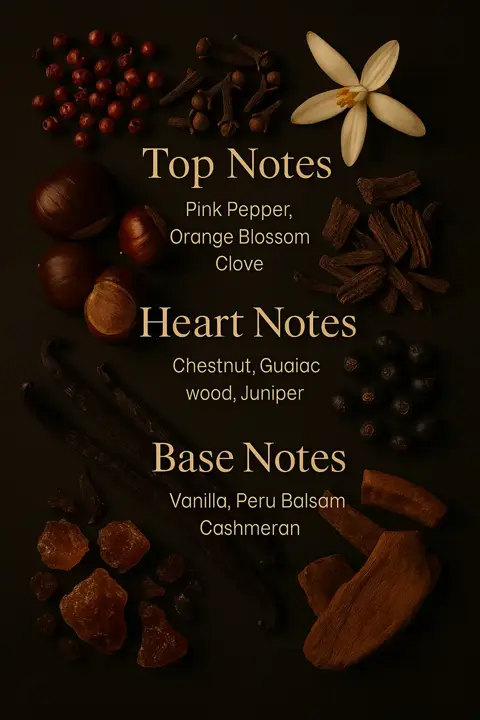 Top Notes
Pink Pepper,
Orange Blossom
Clove
Heart Notes
Chestnut, Guaiac
wood, Juniper
Base Notes
Vanilla, Peru Balsam
Cashmeran